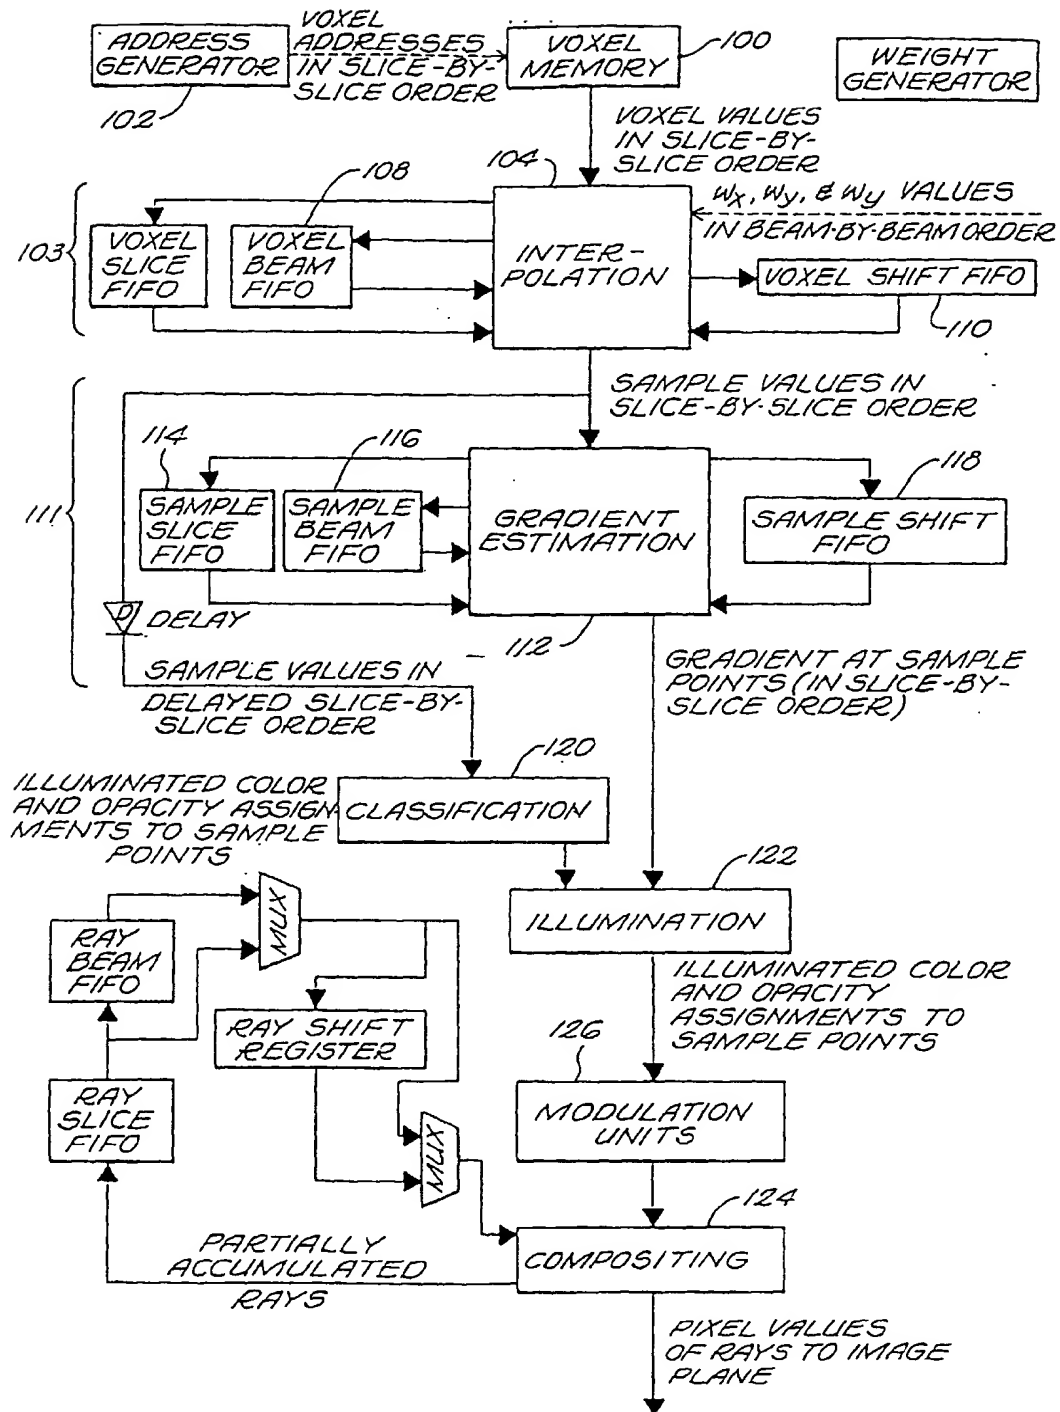 ADDRESS
GENERATOR
102
VOXEL
ADDRESSES
IN SLICE-BY-
SLICE ORDER
VOXEL
MEMORY
100
WEIGHT
GENERATOR
VOXEL VALUES
IN SLICE-BY-
SLICE ORDER
104
108
103
VOXEL
SLICE
FIFO
VOXEL
BEAM
FIFO
INTER-
POLATION
Wx, Wy, & Wy VALUES
IN BEAM-BY-BEAM ORDER
VOXEL SHIFT FIFO
110
SAMPLE VALUES IN
SLICE-BY-SLICE ORDER
111
114
116
SAMPLE
SLICE
FIFO
SAMPLE
BEAM
FIFO
GRADIENT
ESTIMATION
112
118
SAMPLE SHIFT
FIFO
D
DELAY
SAMPLE VALUES IN
DELAYED SLICE-BY-
SLICE ORDER
GRADIENT AT SAMPLE
POINTS (IN SLICE-BY-
SLICE ORDER)
120
CLASSIFICATION
ILLUMINATED COLOR
AND OPACITY ASSIGN
MENTS TO SAMPLE
POINTS
122
ILLUMINATION
RAY
BEAM
FIFO
MUX
ILLUMINATED COLOR
AND OPACITY
ASSIGNMENTS TO
SAMPLE POINTS
RAY SHIFT
REGISTER
126
RAY
SLICE
FIFO
MUX
MODULATION
UNITS
124
COMPOSITING
PARTIALLY
ACCUMULATED
RAYS
PIXEL VALUES
OF RAYS TO IMAGE
PLANE